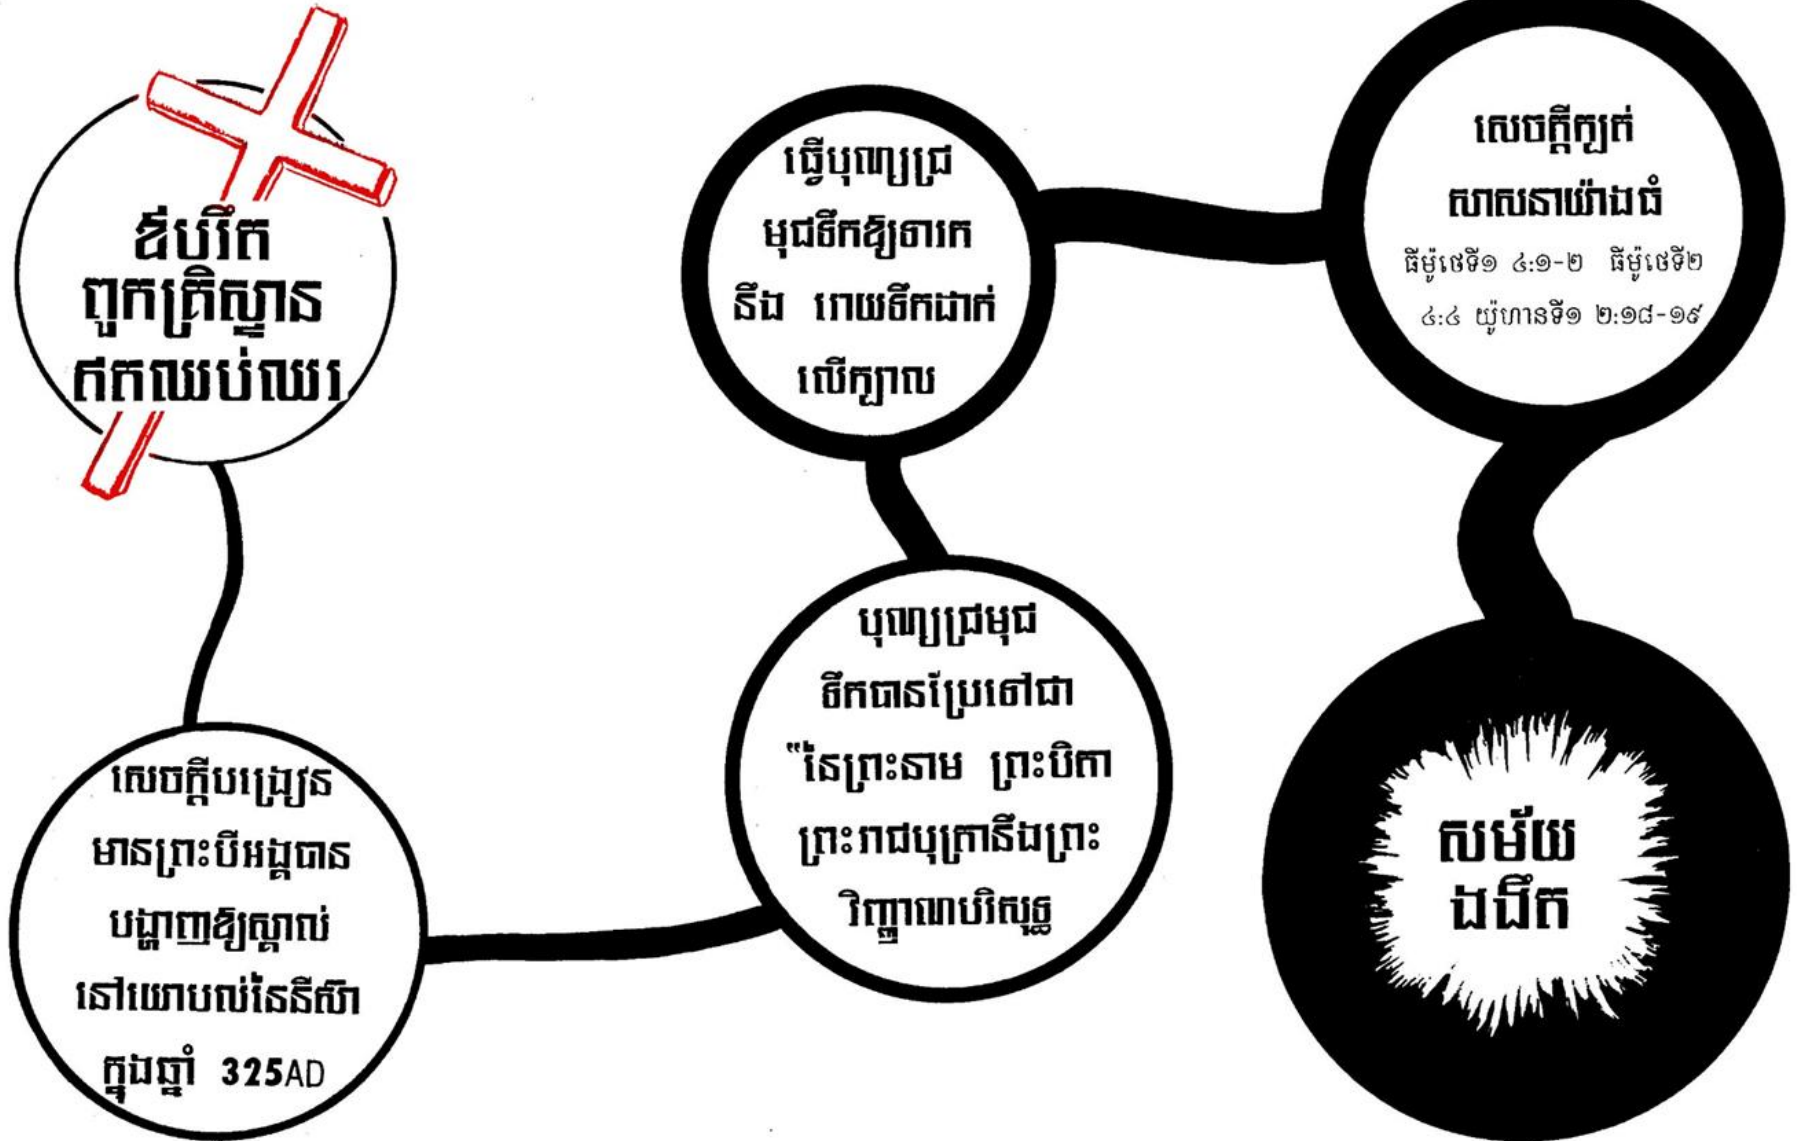 ឪបរឹត
ពួកគ្រិស្ទាន
ឥតឈប់ឈរ
សេចក្ដីបង្រៀន
មានព្រះបីអង្គបាន
បង្ហាញឱ្យស្គាល់
នៅយោបល់នៃនីស៊ា
ក្នុងឆ្នាំ 325AD
បុណ្យជ្រមុជ
ទឹកបានប្រែទៅជា
"នៃព្រះនាម ព្រះបិតា
ព្រះរាជបុត្រានឹងព្រះ
វិញ្ញាណបរិសុទ្ធ
ធ្វើបុណ្យជ្រ
មុជទឹកឱ្យទារក
នឹង រោយទឹកដាក់
លើក្បាល
សេចក្ដីក្បត់
សាសនាយ៉ាងធំ
ធីម៉ូថេទី១ ៤:១-២ ធីម៉ូថេទី២
៤:៤ យ៉ូហានទី១ ២:១៨-១៩
សម័យ
ងងឹត